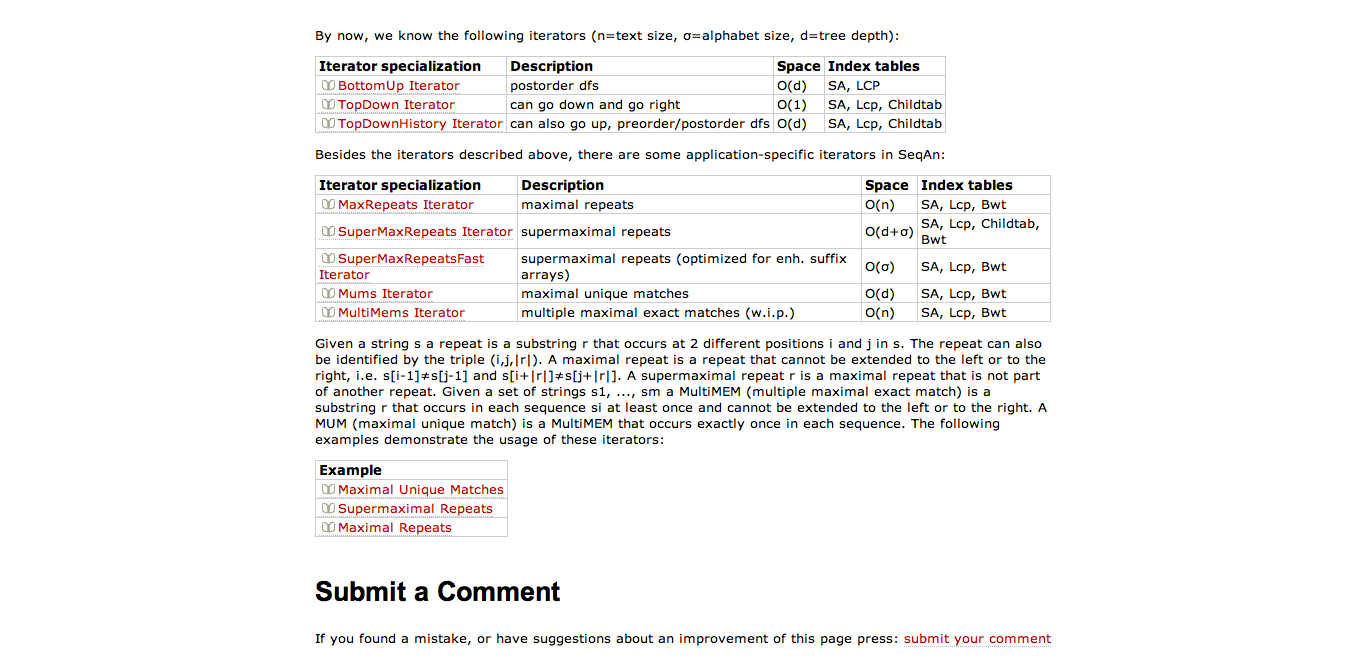 By now, we know the following iterators (n=text size, σ=alphabet size, d=tree depth):
Iterator specialization Description Space Index tables
BottomUp Iterator postorder dfs O(d) SA, LCP
TopDown Iterator can go down and go right O(1) SA, Lcp, Childtab
TopDownHistory Iterator can also go up, preorder/postorder dfs O(d) SA, Lcp, Childtab
Besides the iterators described above, there are some application-specific iterators in SeqAn:
Iterator specialization Description Space Index tables
MaxRepeats Iterator maximal repeats O(n) SA, Lcp, Bwt
SuperMaxRepeats Iterator supermaximal repeats O(d+σ) SA, Lcp, Childtab,
Bwt
SuperMaxRepeatsFast
Iterator
supermaximal repeats (optimized for enh. suffix
arrays)
O(σ) SA, Lcp, Bwt
Mums Iterator maximal unique matches O(d) SA, Lcp, Bwt
MultiMems Iterator multiple maximal exact matches (w.i.p.) O(n) SA, Lcp, Bwt
Given a string s a repeat is a substring r that occurs at 2 different positions i and j in s. The repeat can also
be identified by the triple (i,j,|r|). A maximal repeat is a repeat that cannot be extended to the left or to the
right, i.e. s[i-1]≠s[j-1] and s[i+|r|]≠s[j+|r|]. A supermaximal repeat r is a maximal repeat that is not part
of another repeat. Given a set of strings s1, ..., sm a MultiMEM (multiple maximal exact match) is a
substring r that occurs in each sequence si at least once and cannot be extended to the left or to the right. A
MUM (maximal unique match) is a MultiMEM that occurs exactly once in each sequence. The following
examples demonstrate the usage of these iterators:
Example
Maximal Unique Matches
Supermaximal Repeats
Maximal Repeats
Submit a Comment
If you found a mistake, or have suggestions about an improvement of this page press: submit your comment